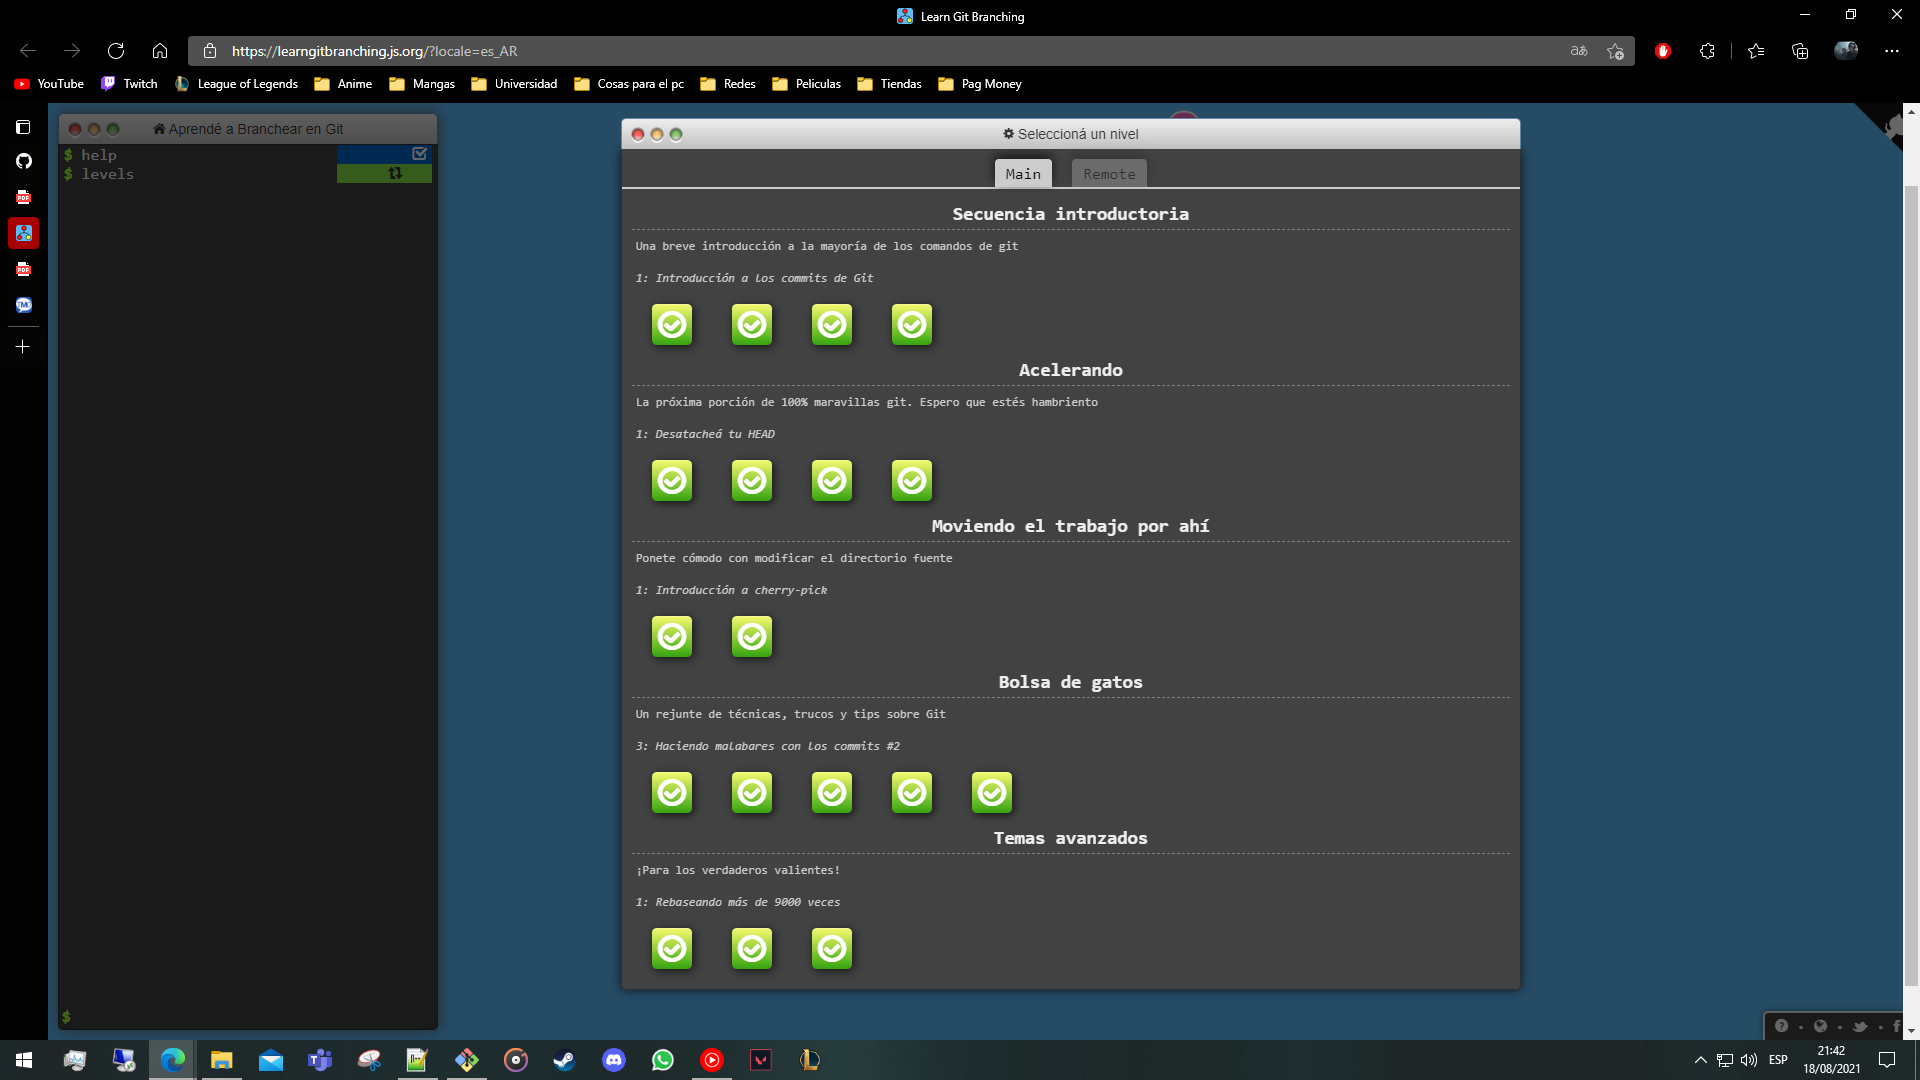 Learn Git Branching
https://learngitbranching.js.org/?locale=es_AR
YouTube
Twitch
League of Legends
Anime
Mangas
Universidad
Cosas para el pc
Redes
Peliculas
Tiendas
Pag Money
Aprendé a Branchear en Git
$ help
$ levels
$
Seleccioná un nivel
Main
Remote
Secuencia introductoria
Una breve introducción a la mayoría de los comandos de git
1: Introducción a los commits de Git
Acelerando
La próxima porción de 100% maravillas git. Espero que estés hambriento
1: Desatacheá tu HEAD
Moviendo el trabajo por ahí
Ponete cómodo con modificar el directorio fuente
1: Introducción a cherry-pick
Bolsa de gatos
Un rejunte de técnicas, trucos y tips sobre Git
3: Haciendo malabares con los commits #2
Temas avanzados
¡Para los verdaderos valientes!
1: Rebaseando más de 9000 veces
ESP
21:42
18/08/2021